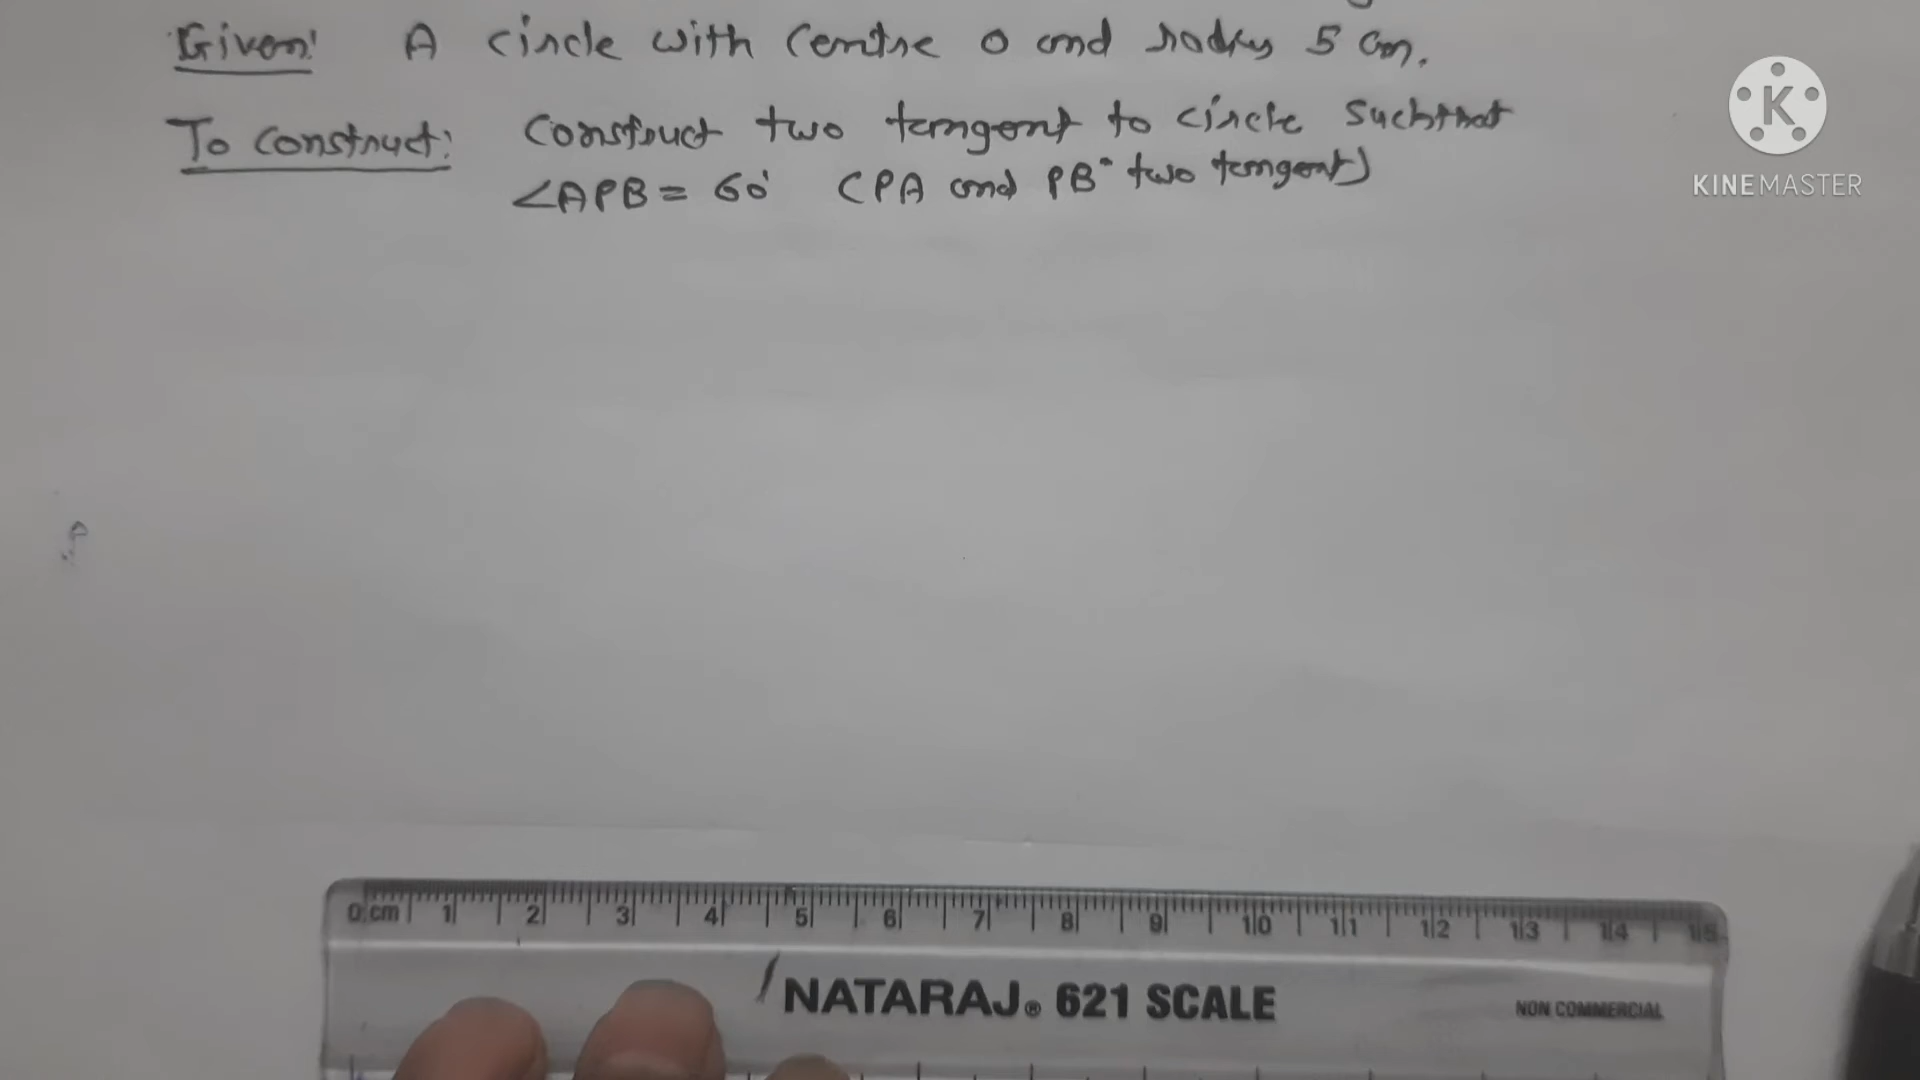 Given: A circle with centre O and radius 5 cm.
To construct: Construct two tangent to circle such that
∠APB = 60° (PA and PB two tangent)
K
KINEMASTER
0 cm 1 2 3 4 5 6 7 8 9 10 11 12 13 14 15
NATARAJ® 621 SCALE
NON COMMERCIAL